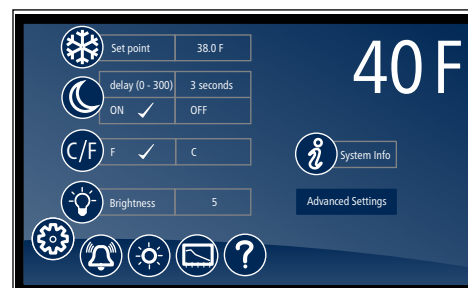 Set point 38.0 F
40 F
delay (0 - 300) 3 seconds
ON ✓ OFF
C/F F ✓ C
i System Info
Brightness 5
Advanced Settings
?